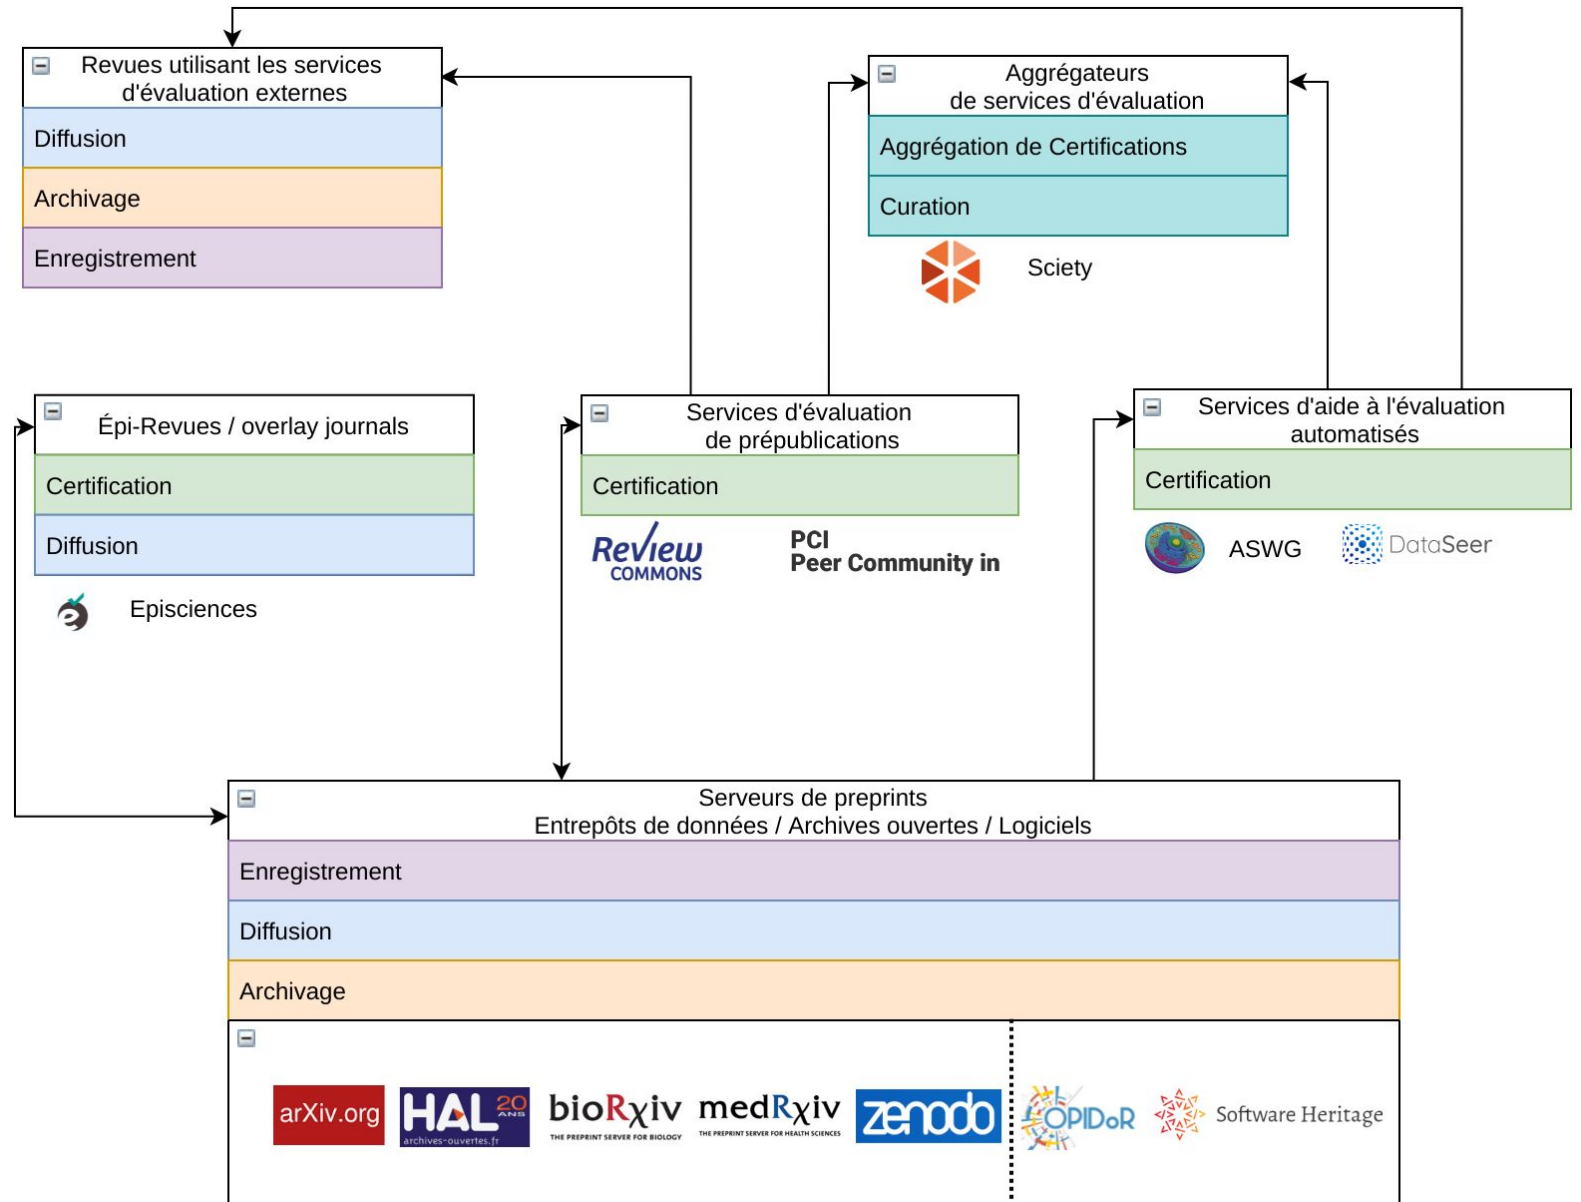 Revues utilisant les services
d'évaluation externes
Diffusion
Archivage
Enregistrement
Aggrégateurs
de services d'évaluation
Aggrégation de Certifications
Curation
Sciety
Épi-Revues / overlay journals
Certification
Diffusion
Episciences
Services d'évaluation
de prépublications
Certification
Review
COMMONS
PCI
Peer Community in
Services d'aide à l'évaluation
automatisés
Certification
ASWG
DataSeer
Serveurs de preprints
Entrepôts de données / Archives ouvertes / Logiciels
Enregistrement
Diffusion
Archivage
arXiv.org
HAL 20
ANS
archives-ouvertes.fr
bioRχiv
THE PREPRINT SERVER FOR BIOLOGY
medRχiv
THE PREPRINT SERVER FOR HEALTH SCIENCES
zenodo
OPIDoR
Software Heritage